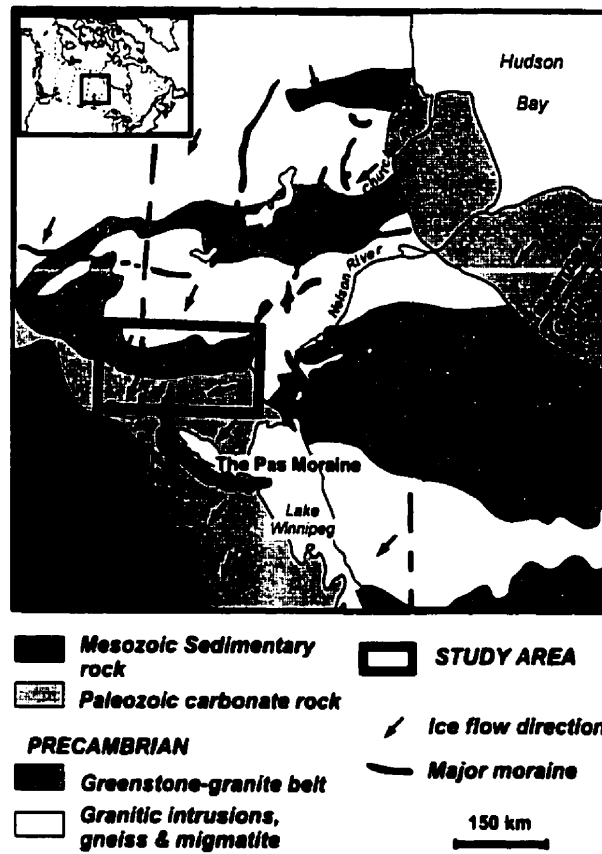 Hudson
Bay
Church
Nelson River
The Pas Moraine
Lake
Winnipeg
Mesozoic Sedimentary
rock
Paleozoic carbonate rock
PRECAMBRIAN
Greenstone-granite belt
Granitic intrusions,
gneiss & migmatite
STUDY AREA
Ice flow direction
Major moraine
150 km